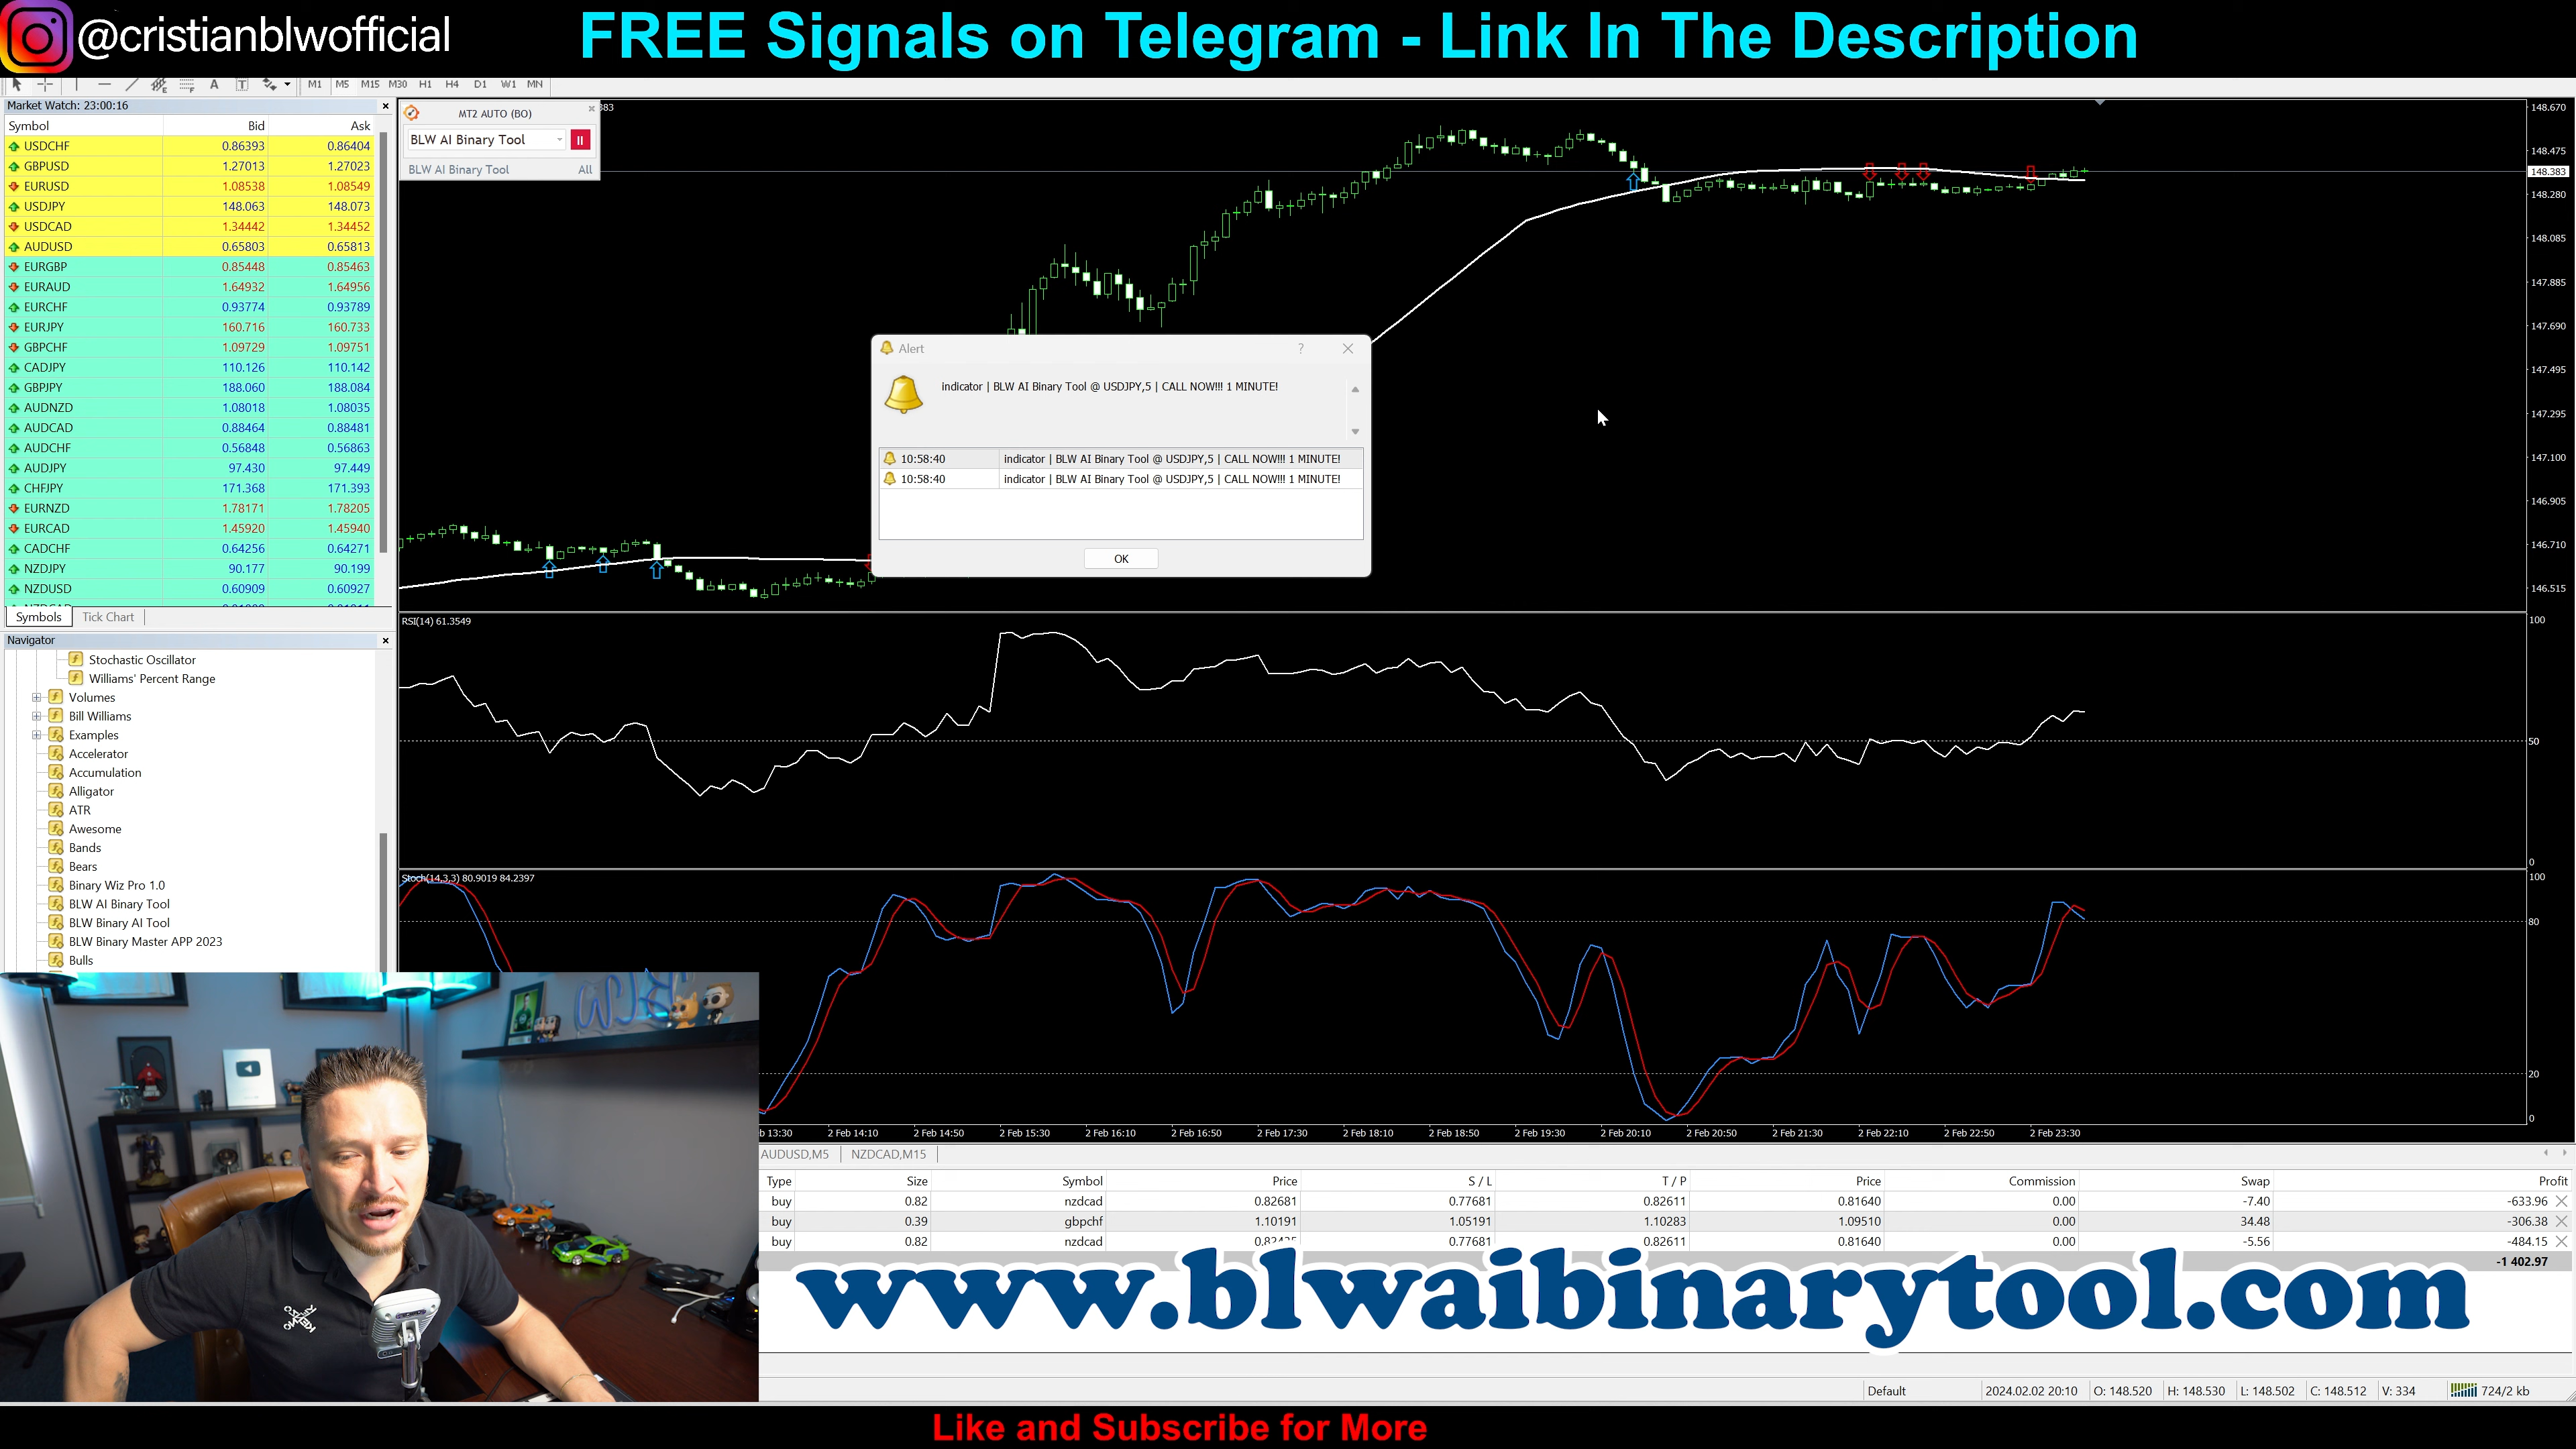 @cristianblwofficial
FREE Signals on Telegram - Link In The Description
A T M1 M5 M15 M30 H1 H4 D1 W1 MN
Market Watch: 23:00:16
Symbol Bid Ask
USDCHF 0.86393 0.86404
GBPUSD 1.27013 1.27023
EURUSD 1.08538 1.08549
USDJPY 148.063 148.073
USDCAD 1.34442 1.34452
AUDUSD 0.65803 0.65813
EURGBP 0.85448 0.85463
EURAUD 1.64932 1.64956
EURCHF 0.93774 0.93789
EURJPY 160.716 160.733
GBPCHF 1.09729 1.09751
CADJPY 110.126 110.142
GBPJPY 188.060 188.084
AUDNZD 1.08018 1.08035
AUDCAD 0.88464 0.88481
AUDCHF 0.56848 0.56863
AUDJPY 97.430 97.449
CHFJPY 171.368 171.393
EURNZD 1.78171 1.78205
EURCAD 1.45920 1.45940
CADCHF 0.64256 0.64271
NZDJPY 90.177 90.199
NZDUSD 0.60909 0.60927
Symbols Tick Chart
Navigator
Stochastic Oscillator
Williams' Percent Range
Volumes
Bill Williams
Examples
Accelerator
Accumulation
Alligator
ATR
Awesome
Bands
Bears
Binary Wiz Pro 1.0
BLW AI Binary Tool
BLW Binary AI Tool
BLW Binary Master APP 2023
Bulls
MT2 AUTO (BO)
383
BLW AI Binary Tool
BLW AI Binary Tool All
148.670
148.475
148.383
148.280
148.085
147.885
147.690
147.495
147.295
147.100
146.905
146.710
146.515
Alert ?
indicator | BLW AI Binary Tool @ USDJPY,5 | CALL NOW!!! 1 MINUTE!
10:58:40 indicator | BLW AI Binary Tool @ USDJPY,5 | CALL NOW!!! 1 MINUTE!
10:58:40 indicator | BLW AI Binary Tool @ USDJPY,5 | CALL NOW!!! 1 MINUTE!
OK
RSI(14) 61.3549
100
50
0
Stoch(14,3,3) 80.9019 84.2397
100
80
20
0
b 13:30 2 Feb 14:10 2 Feb 14:50 2 Feb 15:30 2 Feb 16:10 2 Feb 16:50 2 Feb 17:30 2 Feb 18:10 2 Feb 18:50 2 Feb 19:30 2 Feb 20:10 2 Feb 20:50 2 Feb 21:30 2 Feb 22:10 2 Feb 22:50 2 Feb 23:30
AUDUSD,M5 NZDCAD,M15
Type Size Symbol Price S / L T / P Price Commission Swap Profit
buy 0.82 nzdcad 0.82681 0.77681 0.82611 0.81640 0.00 -7.40 -633.96
buy 0.39 gbpchf 1.10191 1.05191 1.10283 1.09510 0.00 34.48 -306.38
buy 0.82 nzdcad 0.77681 0.82611 0.81640 0.00 -5.56 -484.15
-1 402.97
www.blwaibinarytool.com
Default 2024.02.02 20:10 O: 148.520 H: 148.530 L: 148.502 C: 148.512 V: 334 724/2 kb
Like and Subscribe for More